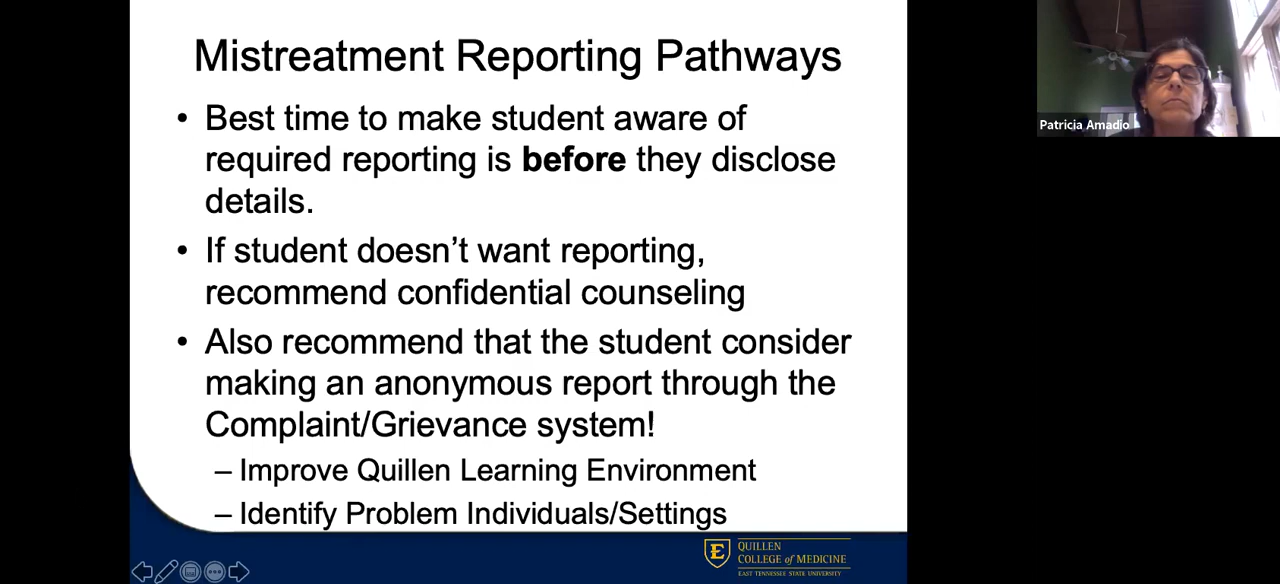 Mistreatment Reporting Pathways
• Best time to make student aware of
required reporting is before they disclose
details.
• If student doesn't want reporting,
recommend confidential counseling
• Also recommend that the student consider
making an anonymous report through the
Complaint/Grievance system!
– Improve Quillen Learning Environment
– Identify Problem Individuals/Settings
E
QUILLEN
COLLEGE of MEDICINE
EAST TENNESSEE STATE UNIVERSITY
Patricia Amadio